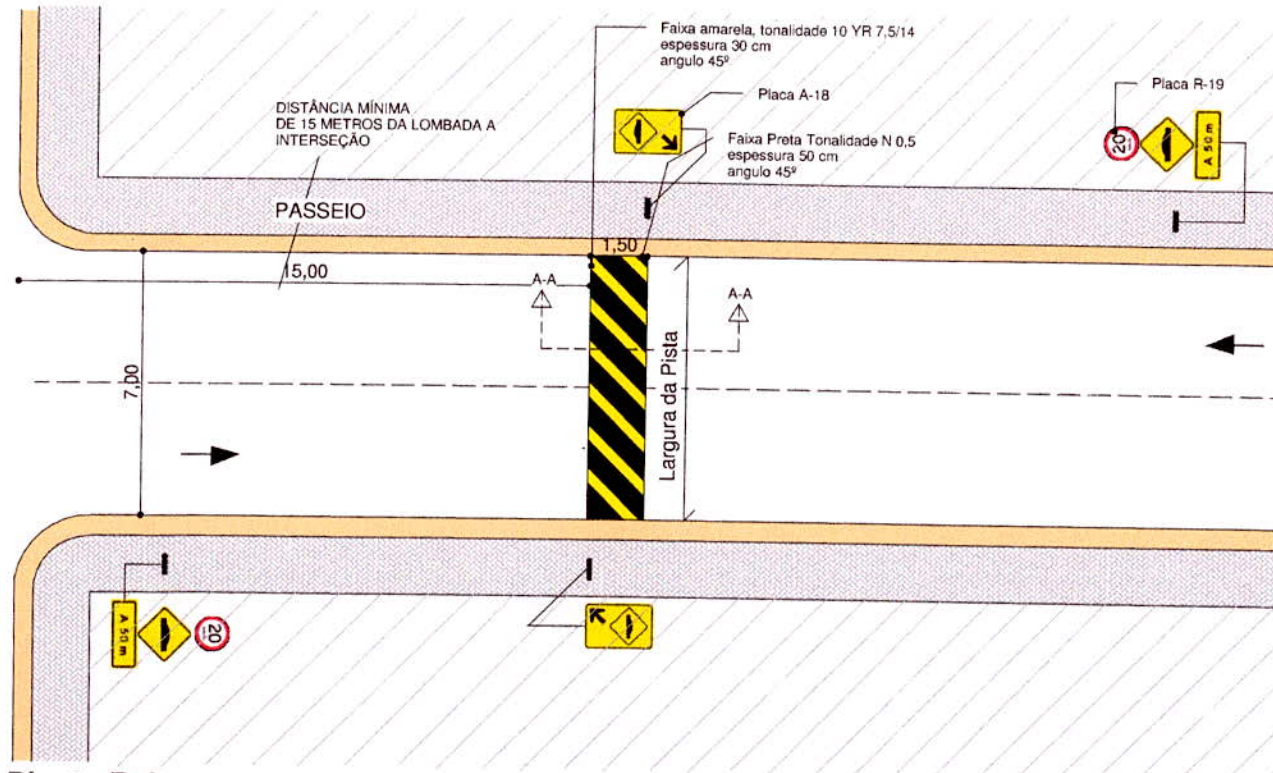 Faixa amarela, tonalidade 10 YR 7,5/14
espessura 30 cm
angulo 45º
Placa A-18
Placa R-19
DISTÂNCIA MÍNIMA
DE 15 METROS DA LOMBADA A
INTERSEÇÃO
Faixa Preta Tonalidade N 0,5
espessura 50 cm
angulo 45º
20
A 50 m
PASSEIO
1,50
15,00
A-A
A-A
7,00
Largura da Pista
A 50 m
20